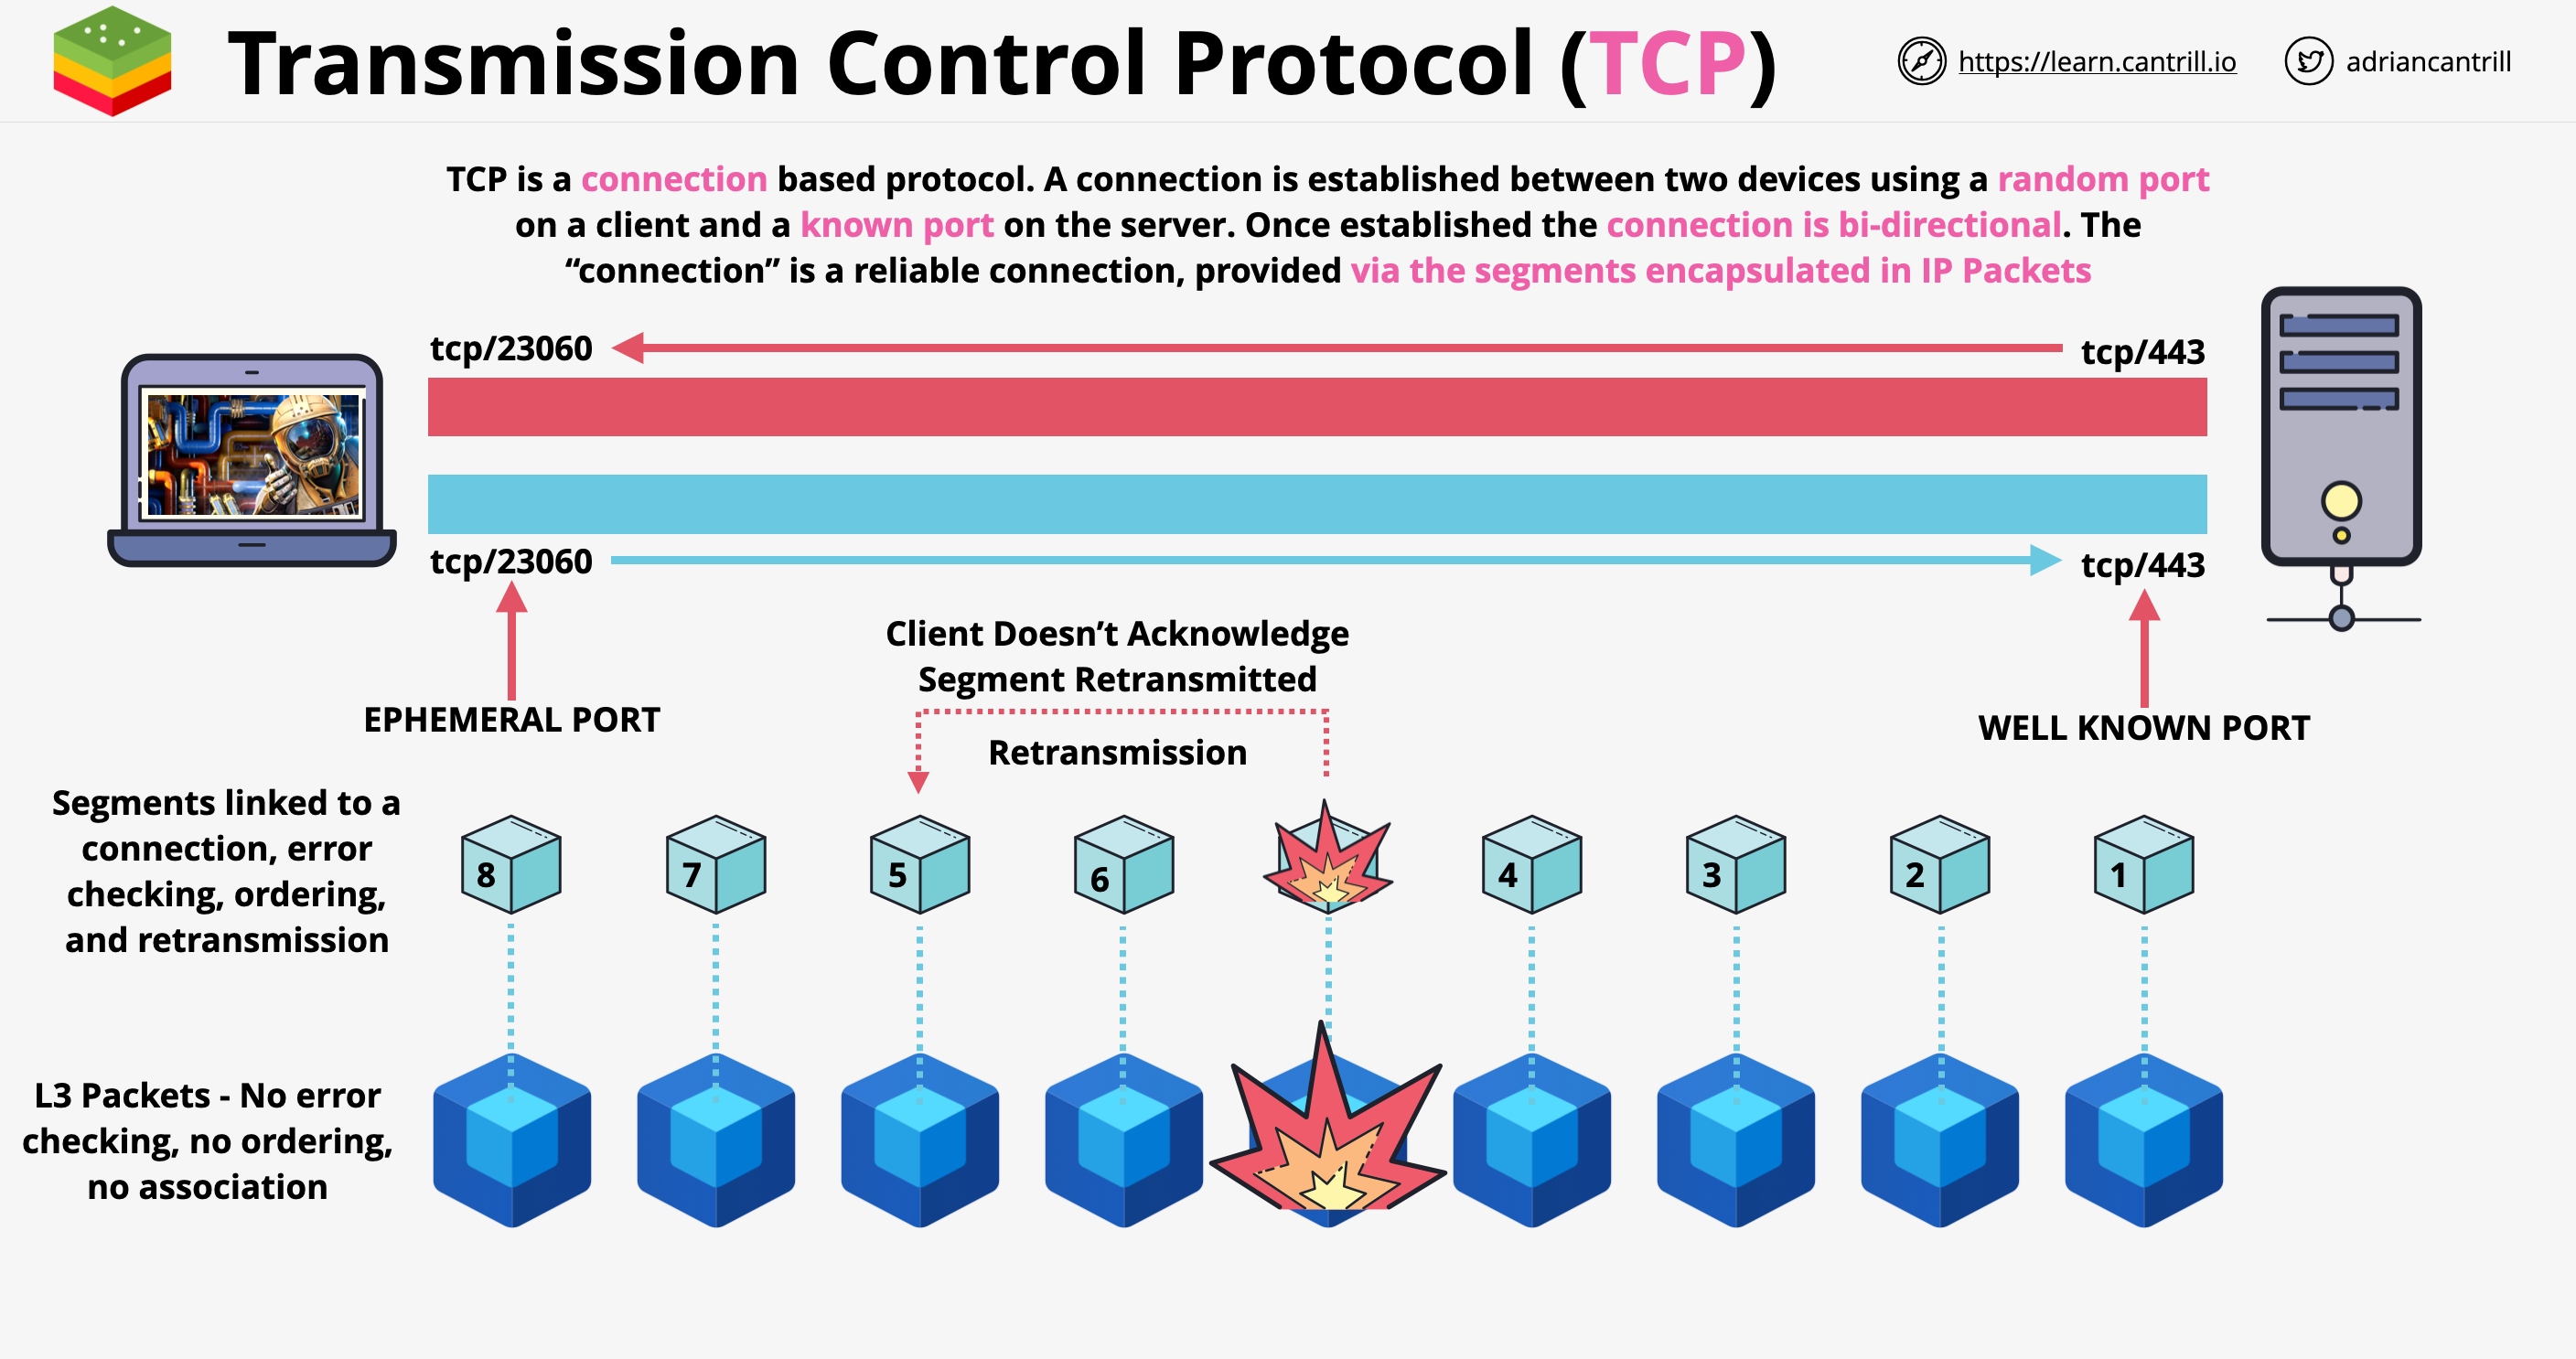 Transmission Control Protocol (TCP)
https://learn.cantrill.io
adriancantrill
TCP is a connection based protocol. A connection is established between two devices using a random port
on a client and a known port on the server. Once established the connection is bi-directional. The
“connection” is a reliable connection, provided via the segments encapsulated in IP Packets
tcp/23060
tcp/443
tcp/23060
tcp/443
EPHEMERAL PORT
WELL KNOWN PORT
Client Doesn’t Acknowledge
Segment Retransmitted
Retransmission
Segments linked to a
connection, error
checking, ordering,
and retransmission
8 7 5 6 4 3 2 1
L3 Packets - No error
checking, no ordering,
no association